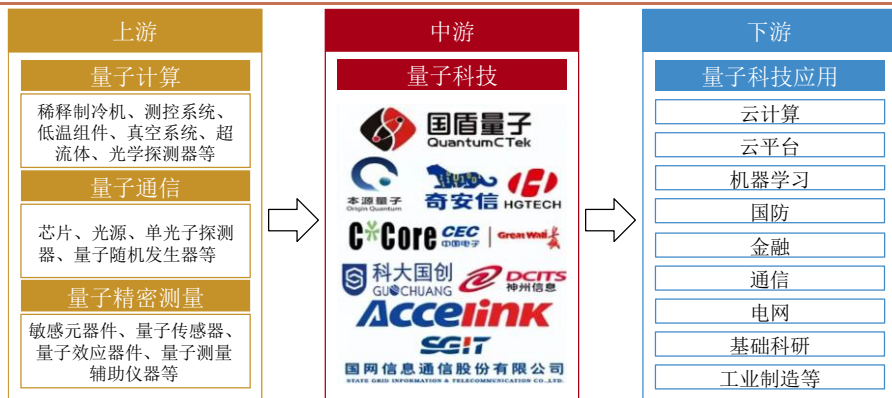 上游
量子计算
稀释制冷机、测控系统、
低温组件、真空系统、超
流体、光学探测器等
量子通信
芯片、光源、单光子探测
器、量子随机发生器等
量子精密测量
敏感元器件、量子传感器、
量子效应器件、量子测量
辅助仪器等
中游
量子科技
国盾量子
QuantumCTek
本源量子
Origin Quantum
奇安信
HGTECH
C*Core
CEC
中国电子
Great Wall
科大国创
GUOCHUANG
DCITS
神州信息
Accelink
SGIT
国网信息通信股份有限公司
STATE GRID INFORMATION & TELECOMMUNICATION CO.,LTD.
下游
量子科技应用
云计算
云平台
机器学习
国防
金融
通信
电网
基础科研
工业制造等